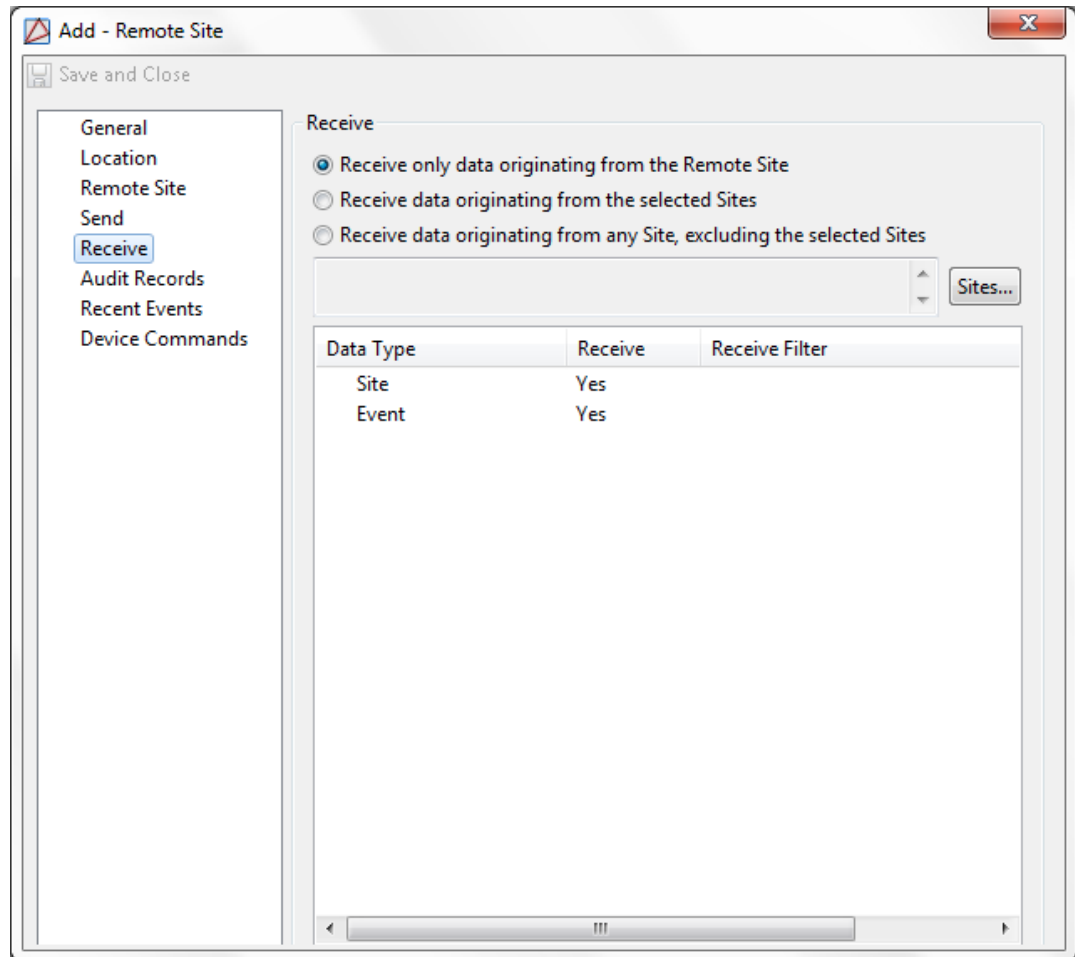 Add - Remote Site
Save and Close
General
Location
Remote Site
Send
Receive
Audit Records
Recent Events
Device Commands
Receive
Receive only data originating from the Remote Site
Receive data originating from the selected Sites
Receive data originating from any Site, excluding the selected Sites
Sites...
Data Type Receive Receive Filter
Site Yes
Event Yes